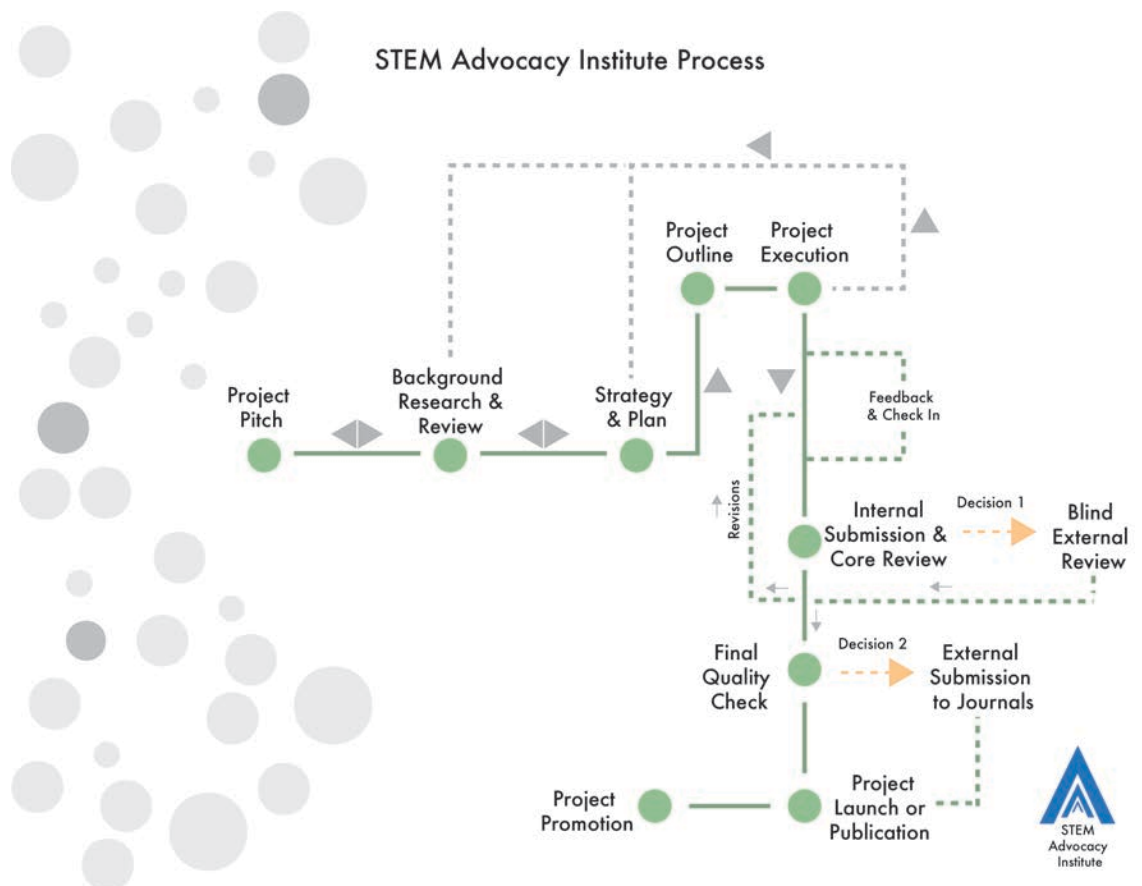 STEM Advocacy Institute Process
Project
Outline
Project
Execution
Project
Pitch
Background
Research &
Review
Strategy
& Plan
Feedback
& Check In
Revisions
Internal
Submission &
Core Review
Decision 1
Blind
External
Review
Final
Quality
Check
Decision 2
External
Submission
to Journals
Project
Promotion
Project
Launch or
Publication
STEM
Advocacy
Institute